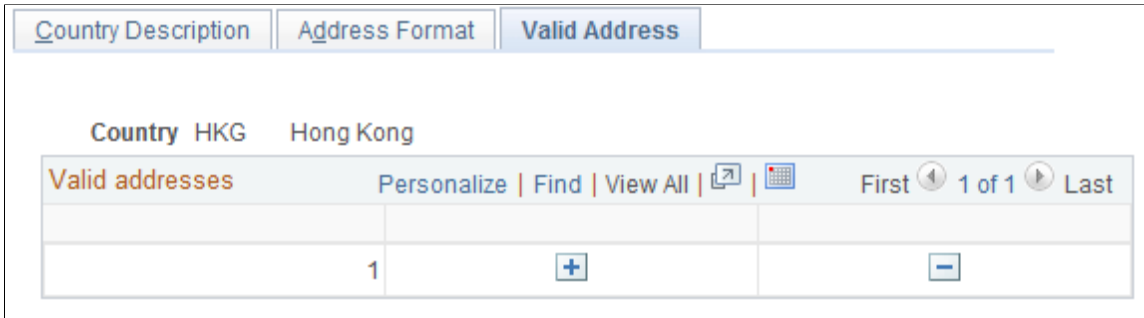 Country Description Address Format Valid Address
Country HKG Hong Kong
Valid addresses Personalize | Find | View All | | First 1 of 1 Last
1